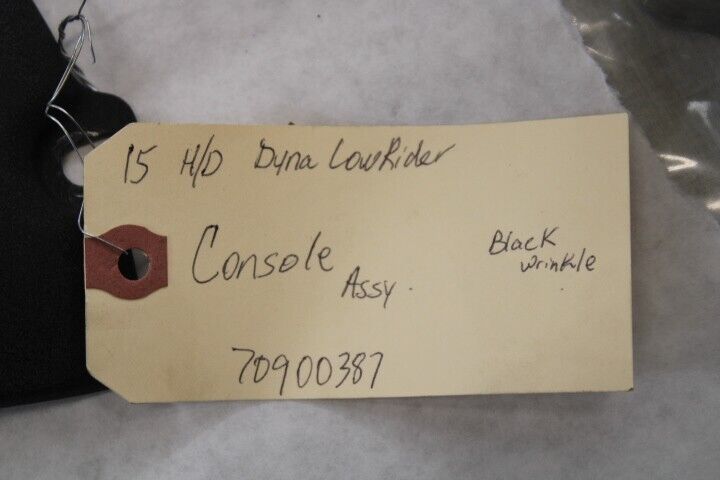 15 H/D Dyna LowRider
Console Assy.
Black
wrinkle
70900387